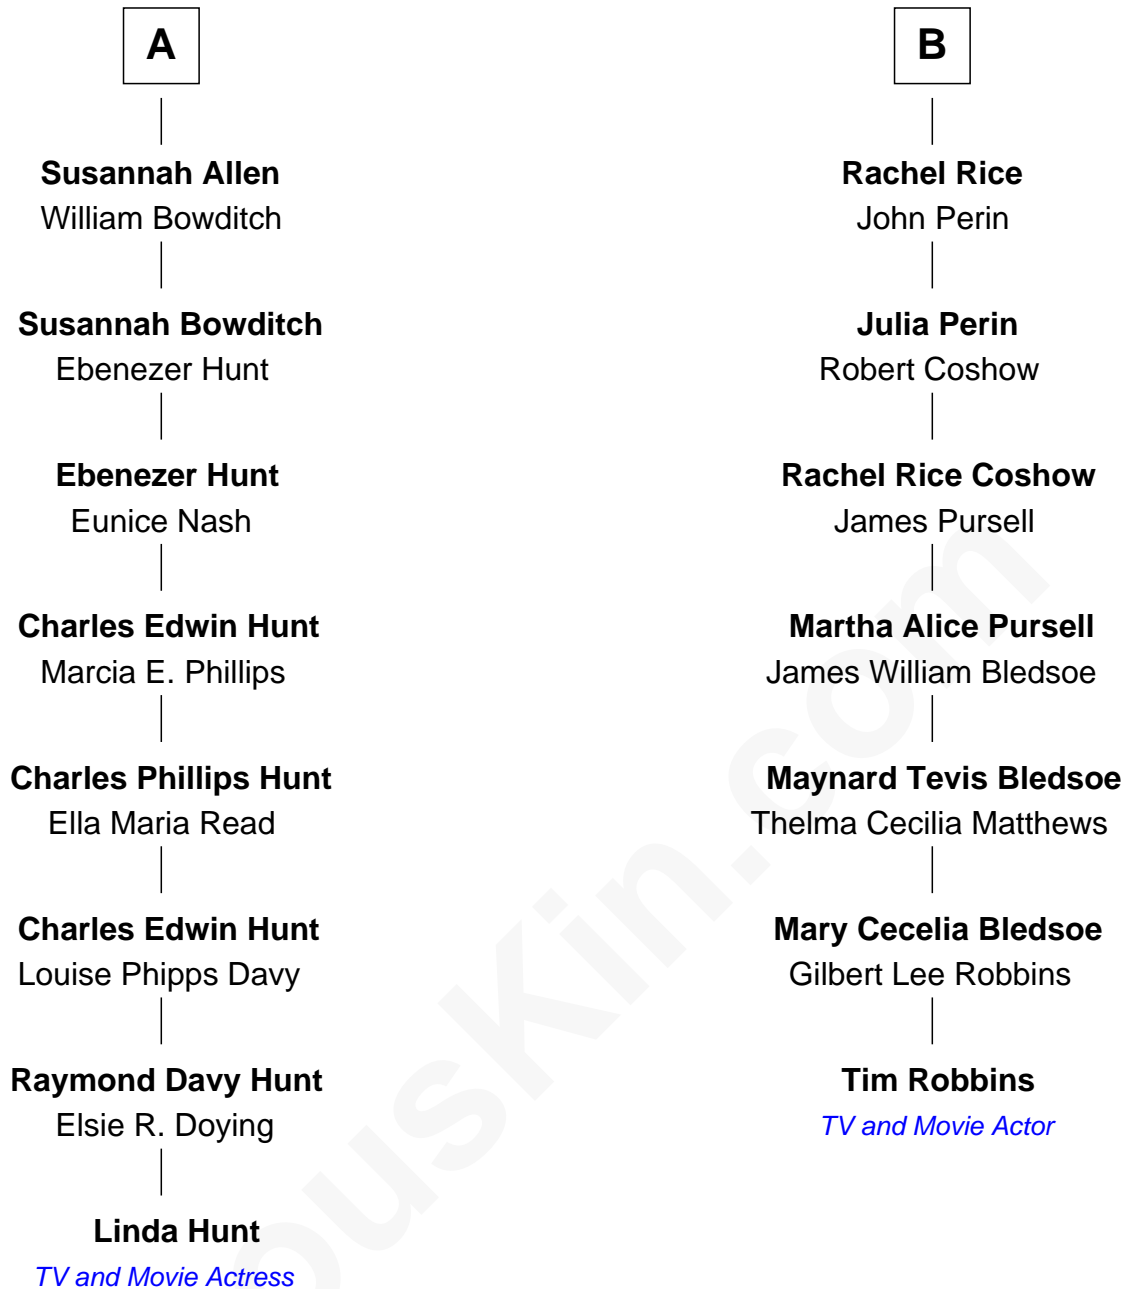 A
Susannah Allen
William Bowditch
Susannah Bowditch
Ebenezer Hunt
Ebenezer Hunt
Eunice Nash
Charles Edwin Hunt
Marcia E. Phillips
Charles Phillips Hunt
Ella Maria Read
Charles Edwin Hunt
Louise Phipps Davy
Raymond Davy Hunt
Elsie R. Doying
Linda Hunt
TV and Movie Actress
B
Rachel Rice
John Perin
Julia Perin
Robert Coshow
Rachel Rice Coshow
James Pursell
Martha Alice Pursell
James William Bledsoe
Maynard Tevis Bledsoe
Thelma Cecilia Matthews
Mary Cecelia Bledsoe
Gilbert Lee Robbins
Tim Robbins
TV and Movie Actor
ousKin.com